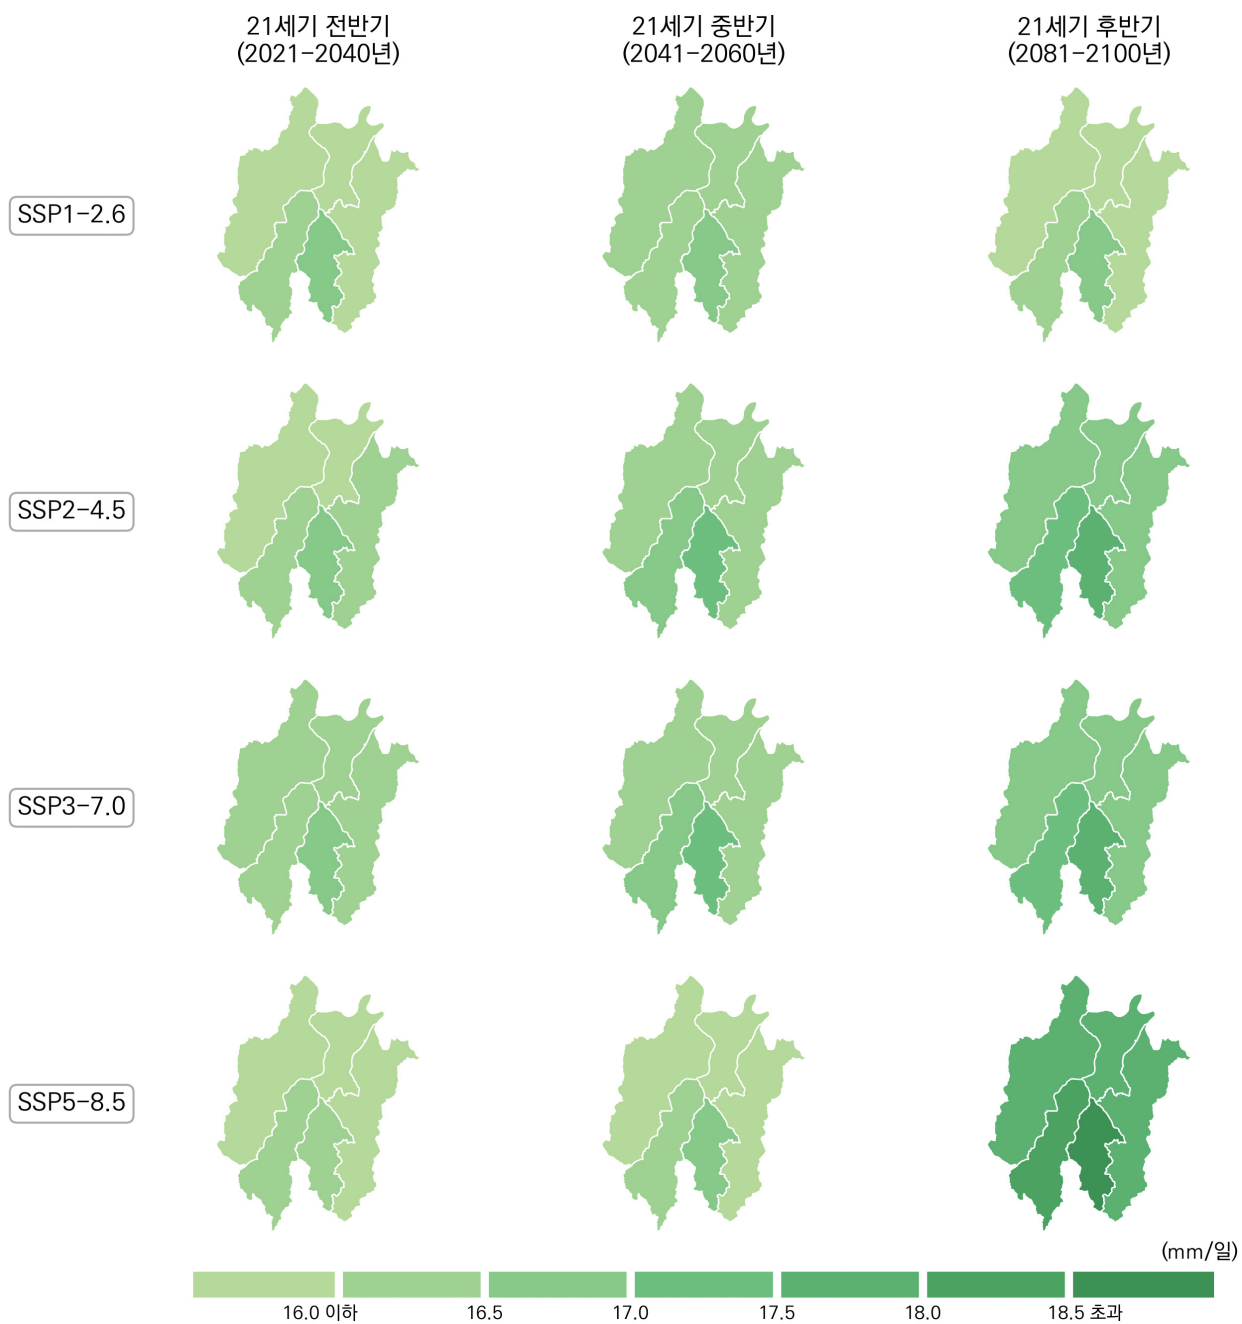 21세기 전반기
(2021-2040년)
21세기 중반기
(2041-2060년)
21세기 후반기
(2081-2100년)
SSP1-2.6
SSP2-4.5
SSP3-7.0
SSP5-8.5
(mm/일)
16.0 이하
16.5
17.0
17.5
18.0
18.5 초과